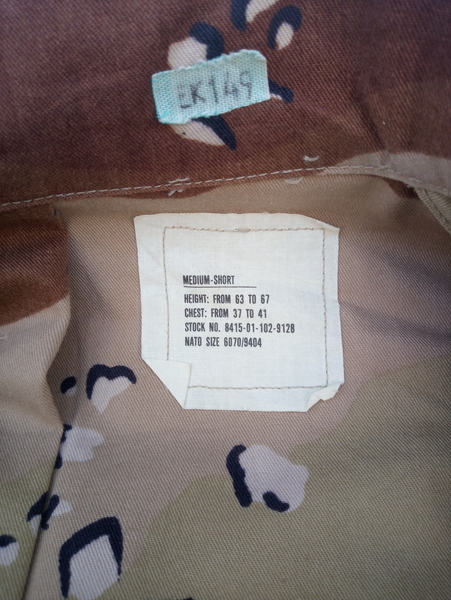 EK149
MEDIUM-SHORT
HEIGHT: FROM 63 TO 67
CHEST: FROM 37 TO 41
STOCK NO. 8415-01-102-9128
NATO SIZE 6070/9404